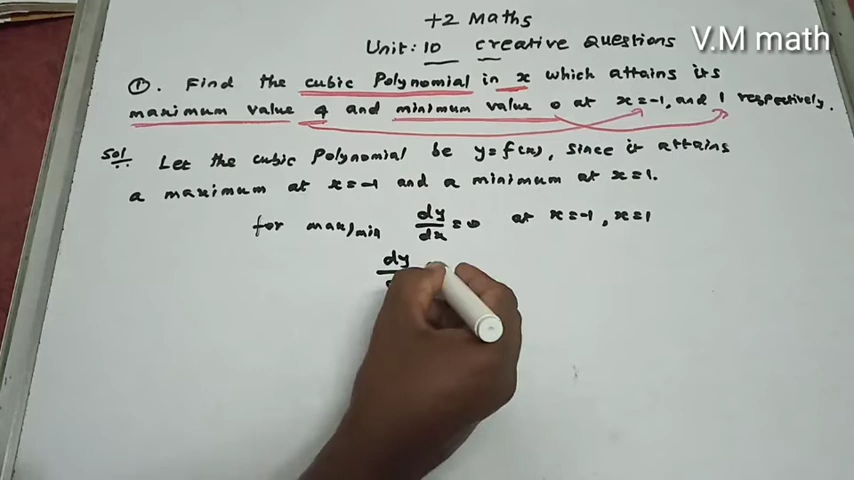 +2 Maths
Unit: 10 creative Questions
V.M math
①. Find the cubic Polynomial in x which attains its
maximum value 4 and minimum value 0 at x=-1, and 1 respectively.
Sol Let the cubic Polynomial be y=f(x), since it attains
a maximum at x=-1 and a minimum at x=1.
for max/min dy/dx =0 at x=-1, x=1
dy